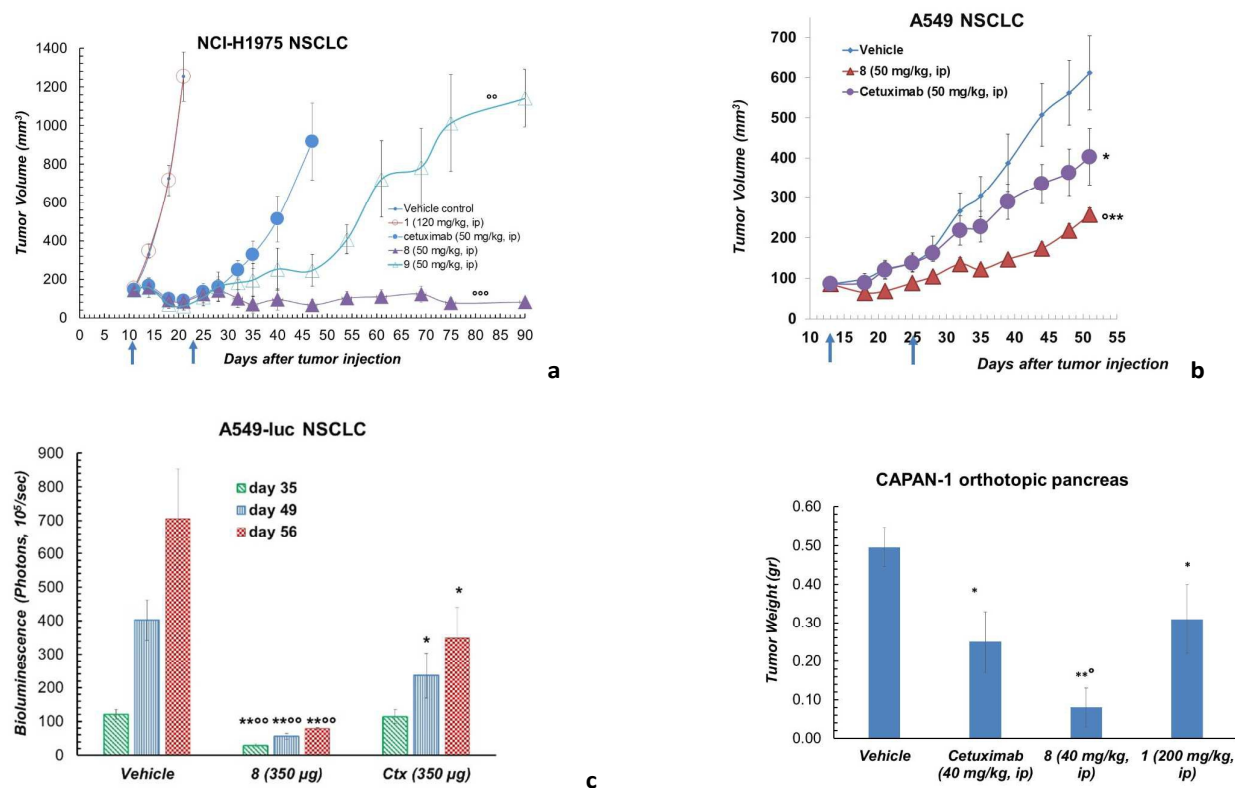 NCI-H1975 NSCLC
1400
1200
1000
800
600
400
200
0
Tumor Volume (mm³)
°°
Vehicle control
1 (120 mg/kg, ip)
cetuximab (50 mg/kg, ip)
8 (50 mg/kg, ip)
9 (50 mg/kg, ip)
°°°
0 5 10 15 20 25 30 35 40 45 50 55 60 65 70 75 80 85 90
Days after tumor injection
a
A549 NSCLC
Vehicle
8 (50 mg/kg, ip)
Cetuximab (50 mg/kg, ip)
700
600
500
400
300
200
100
0
Tumor Volume (mm³)
*
°**
10 15 20 25 30 35 40 45 50 55
Days after tumor injection
b
A549-luc NSCLC
900
800
700
600
500
400
300
200
100
0
Bioluminescence (Photons, 10⁵/sec)
day 35
day 49
day 56
**°° **°° **°°
* *
Vehicle 8 (350 µg) Ctx (350 µg)
c
CAPAN-1 orthotopic pancreas
0.60
0.50
0.40
0.30
0.20
0.10
0.00
Tumor Weight (gr)
*
**°
*
Vehicle Cetuximab 8 (40 mg/kg, 1 (200 mg/kg,
(40 mg/kg, ip) ip) ip)